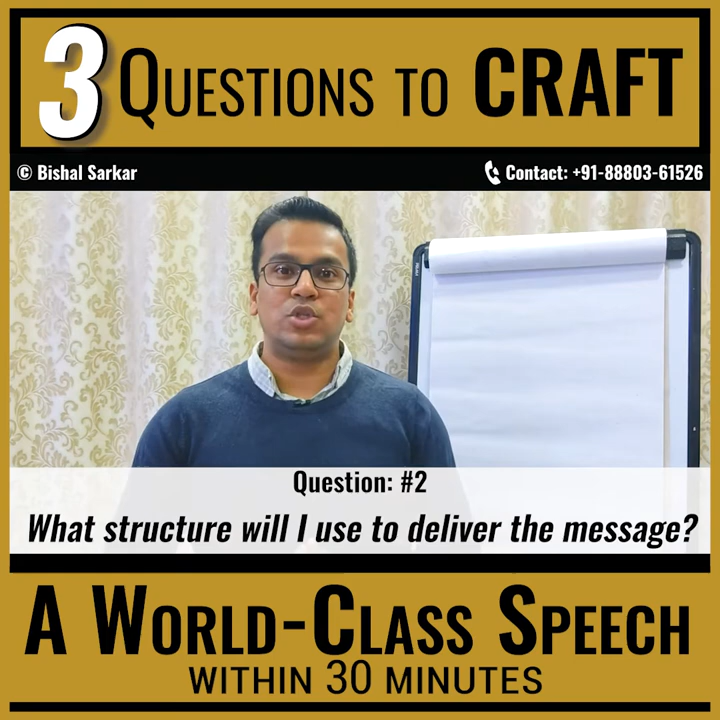 3 QUESTIONS TO CRAFT
© Bishal Sarkar
Contact: +91-88803-61526
Question: #2
What structure will I use to deliver the message?
A WORLD-CLASS SPEECH
WITHIN 30 MINUTES